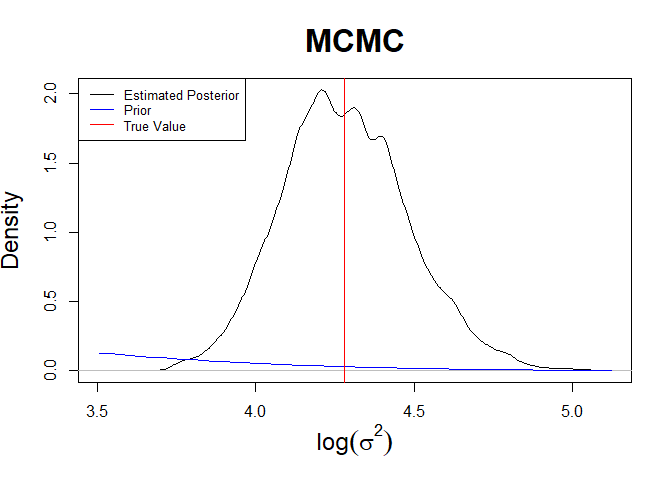 MCMC
Estimated Posterior
Prior
True Value
Density
2.0
1.5
1.0
0.5
0.0
3.5 4.0 4.5 5.0
log(σ²)